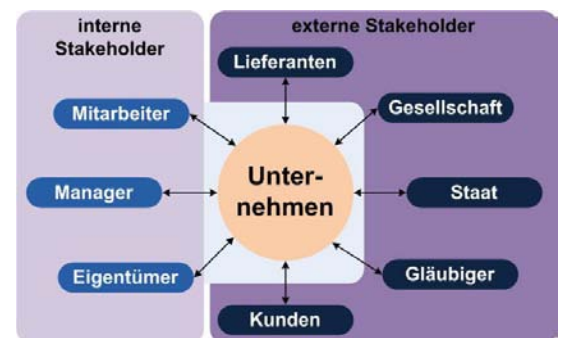 interne
Stakeholder
externe Stakeholder
Lieferanten
Mitarbeiter
Gesellschaft
Manager
Unter-
nehmen
Staat
Eigentümer
Gläubiger
Kunden